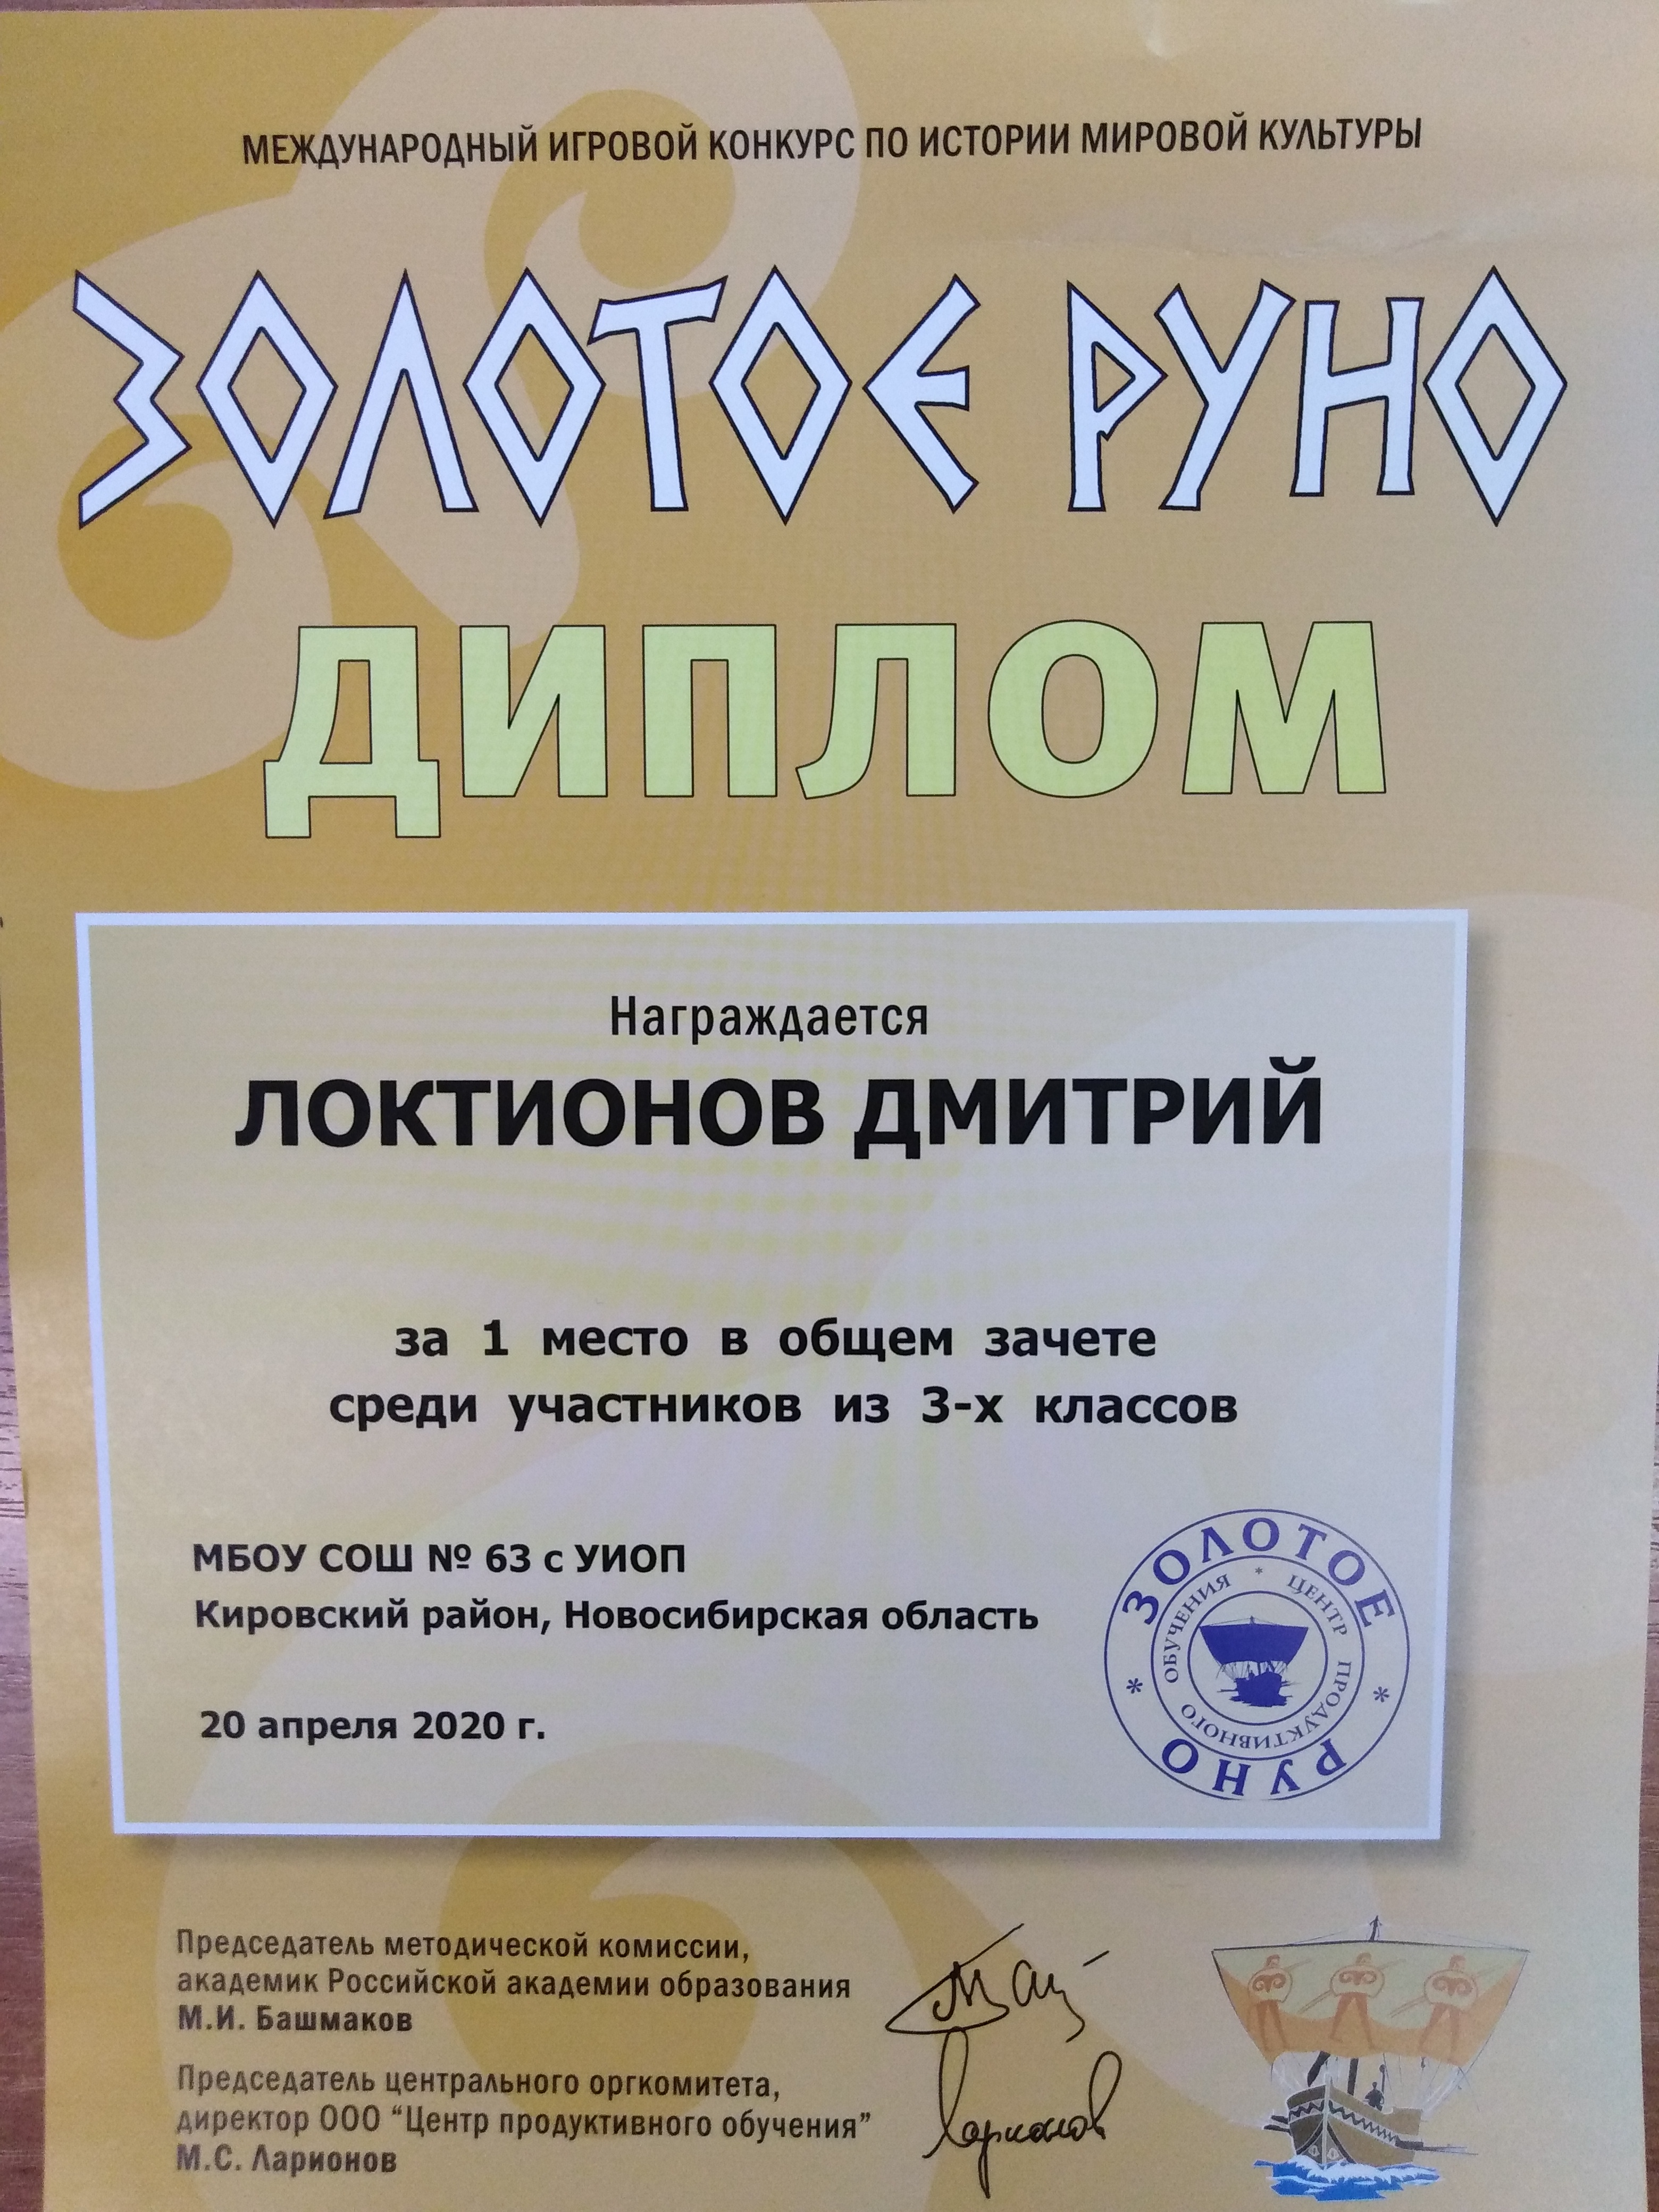 МЕЖДУНАРОДНЫЙ ИГРОВОЙ КОНКУРС ПО ИСТОРИИ МИРОВОЙ КУЛЬТУРЫ
ЗОЛОТОЕ РУНО
ДИПЛОМ
Награждается
ЛОКТИОНОВ ДМИТРИЙ
за 1 место в общем зачете
среди участников из 3-х классов
МБОУ СОШ № 63 с УИОП
Кировский район, Новосибирская область
20 апреля 2020 г.
ЗОЛОТОЕ * РУНО *
ЦЕНТР ПРОДУКТИВНОГО ОБУЧЕНИЯ *
Председатель методической комиссии,
академик Российской академии образования
М.И. Башмаков
Председатель центрального оргкомитета,
директор ООО “Центр продуктивного обучения”
М.С. Ларионов